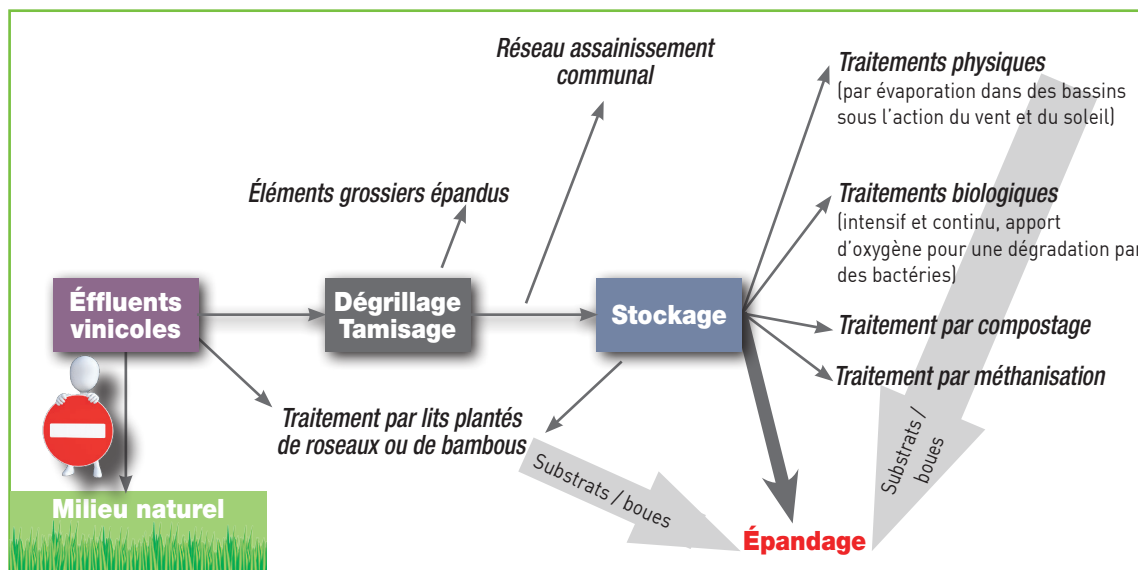 Réseau assainissement
communal
Traitements physiques
(par évaporation dans des bassins
sous l'action du vent et du soleil)
Éléments grossiers épandus
Traitements biologiques
(intensif et continu, apport
d'oxygène pour une dégradation par
des bactéries)
Éffluents
vinicoles
Dégrillage
Tamisage
Stockage
Traitement par compostage
Traitement par méthanisation
Traitement par lits plantés
de roseaux ou de bambous
Substrats / boues
Substrats /
boues
Milieu naturel
Épandage